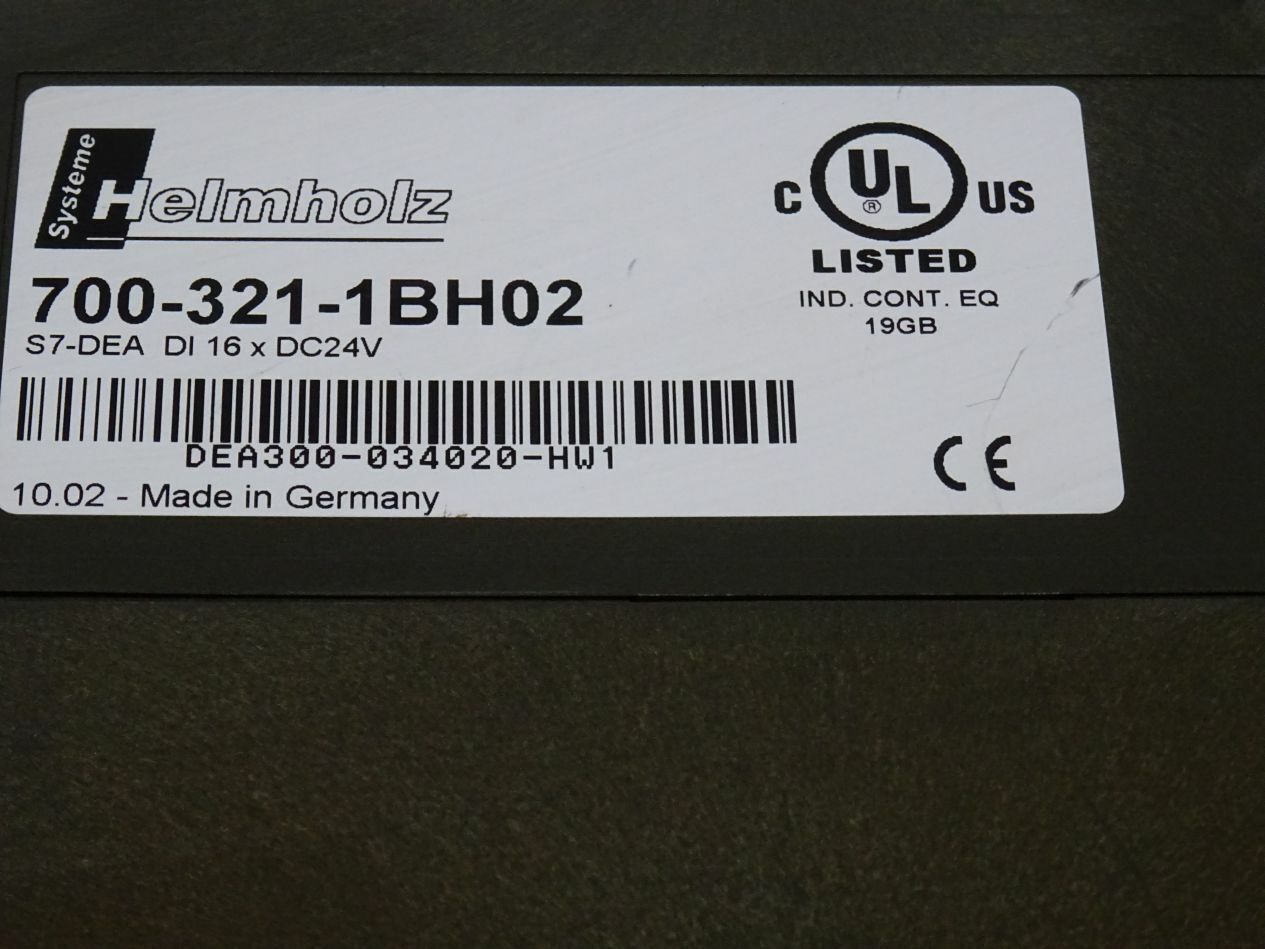 Systeme
Helmholz
700-321-1BH02
S7-DEA DI 16 x DC24V
DEA300-034020-HW1
10.02 - Made in Germany
C UL US
®
LISTED
IND. CONT. EQ
19GB
CE